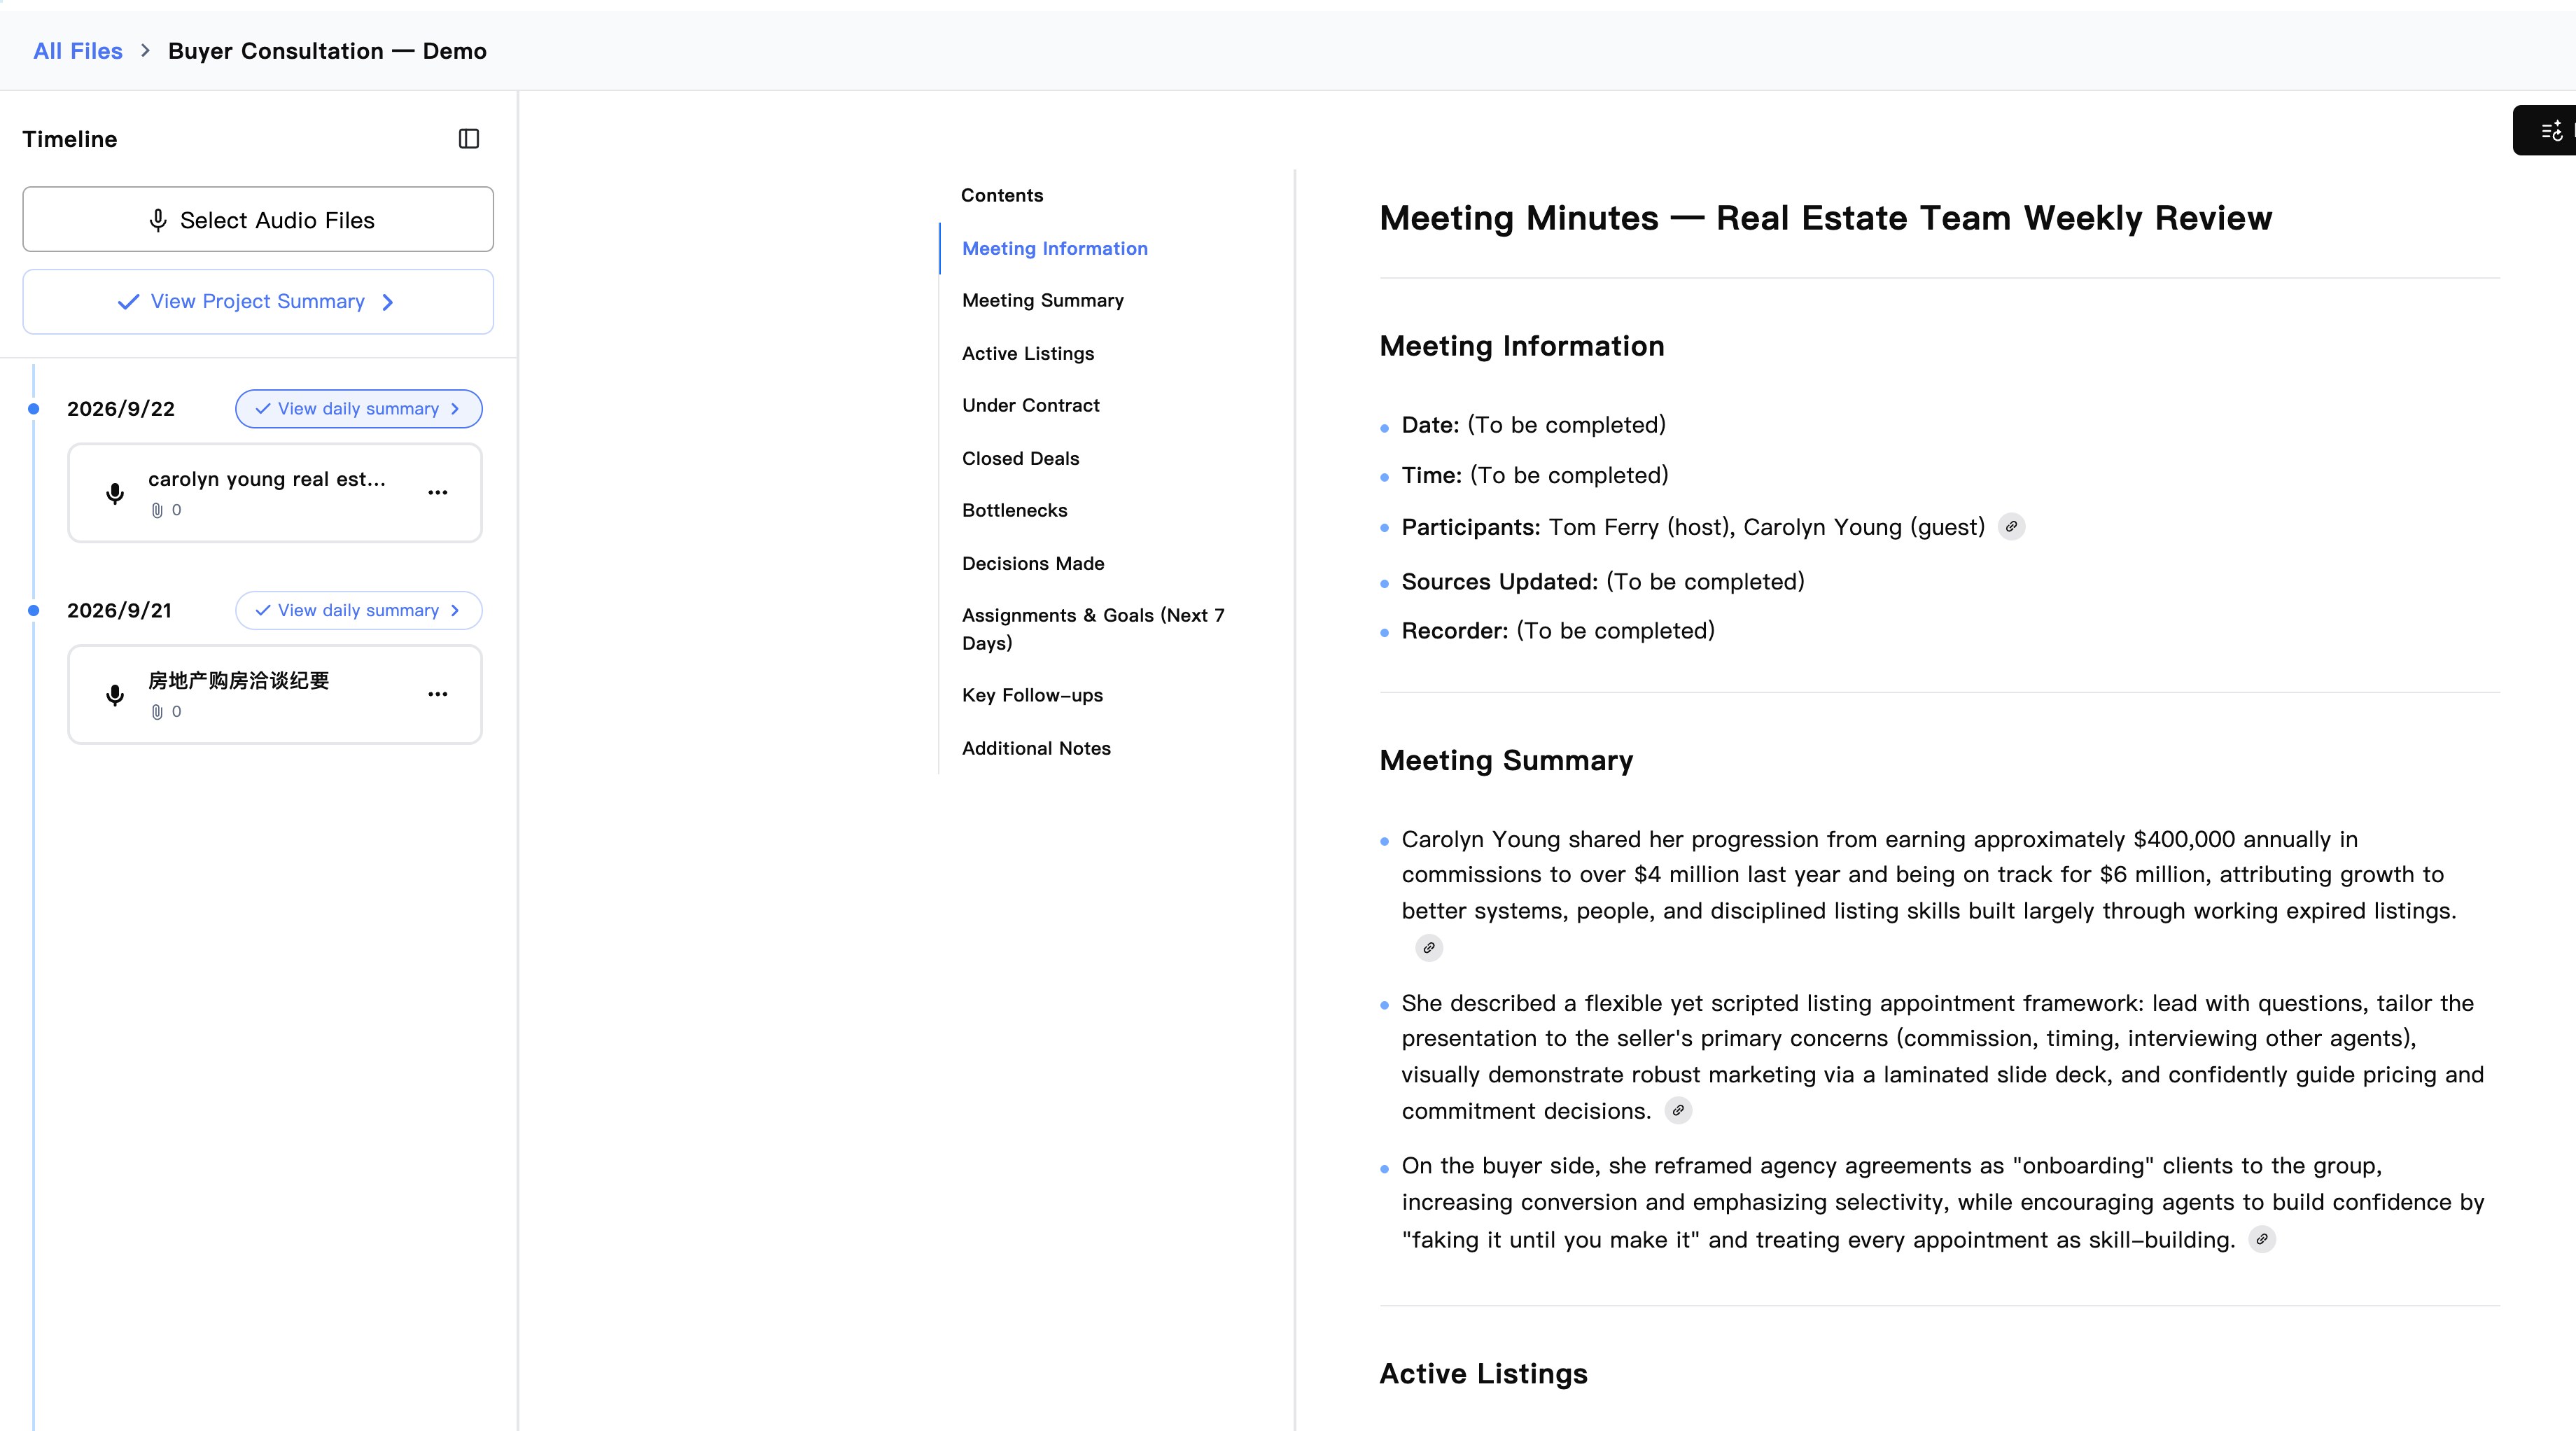 All Files > Buyer Consultation — Demo
Timeline
Select Audio Files
View Project Summary
2026/9/22
View daily summary
carolyn young real est...
0
2026/9/21
View daily summary
房地产购房洽谈纪要
0
Contents
Meeting Information
Meeting Summary
Active Listings
Under Contract
Closed Deals
Bottlenecks
Decisions Made
Assignments & Goals (Next 7
Days)
Key Follow-ups
Additional Notes
Meeting Minutes — Real Estate Team Weekly Review
Meeting Information
Date: (To be completed)
Time: (To be completed)
Participants: Tom Ferry (host), Carolyn Young (guest)
Sources Updated: (To be completed)
Recorder: (To be completed)
Meeting Summary
Carolyn Young shared her progression from earning approximately $400,000 annually in
commissions to over $4 million last year and being on track for $6 million, attributing growth to
better systems, people, and disciplined listing skills built largely through working expired listings.
She described a flexible yet scripted listing appointment framework: lead with questions, tailor the
presentation to the seller's primary concerns (commission, timing, interviewing other agents),
visually demonstrate robust marketing via a laminated slide deck, and confidently guide pricing and
commitment decisions.
On the buyer side, she reframed agency agreements as "onboarding" clients to the group,
increasing conversion and emphasizing selectivity, while encouraging agents to build confidence by
"faking it until you make it" and treating every appointment as skill-building.
Active Listings